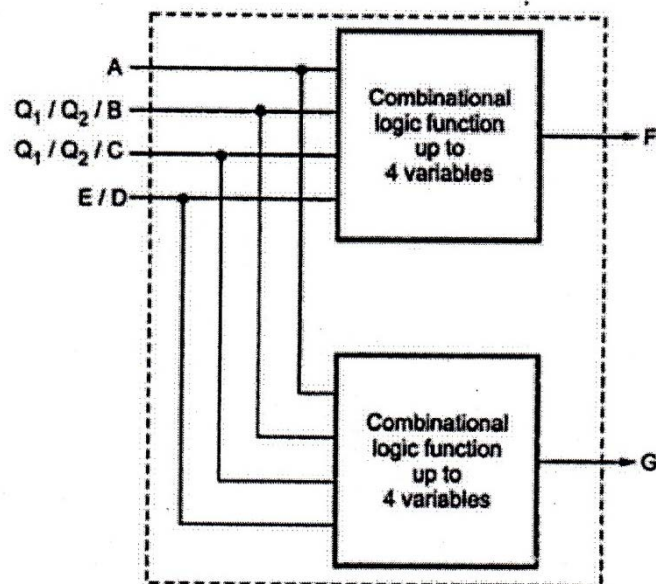 A
Q₁ / Q₂ / B
Q₁ / Q₂ / C
E / D
Combinational
logic function
up to
4 variables
F
Combinational
logic function
up to
4 variables
G